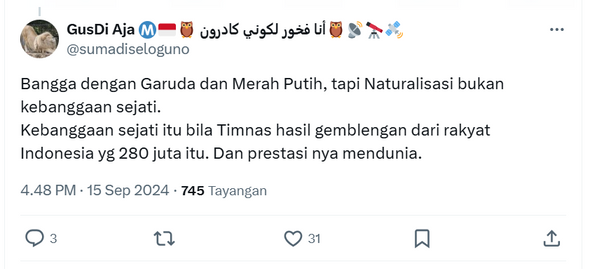 GusDi Aja Ⓜ️🇮🇩🦉 أنا فخور لكوني كادرون 🦉📡🔭🛰️
@sumadiseloguno
Bangga dengan Garuda dan Merah Putih, tapi Naturalisasi bukan
kebanggaan sejati.
Kebanggaan sejati itu bila Timnas hasil gemblengan dari rakyat
Indonesia yg 280 juta itu. Dan prestasi nya mendunia.
4.48 PM · 15 Sep 2024 · 745 Tayangan
3 31